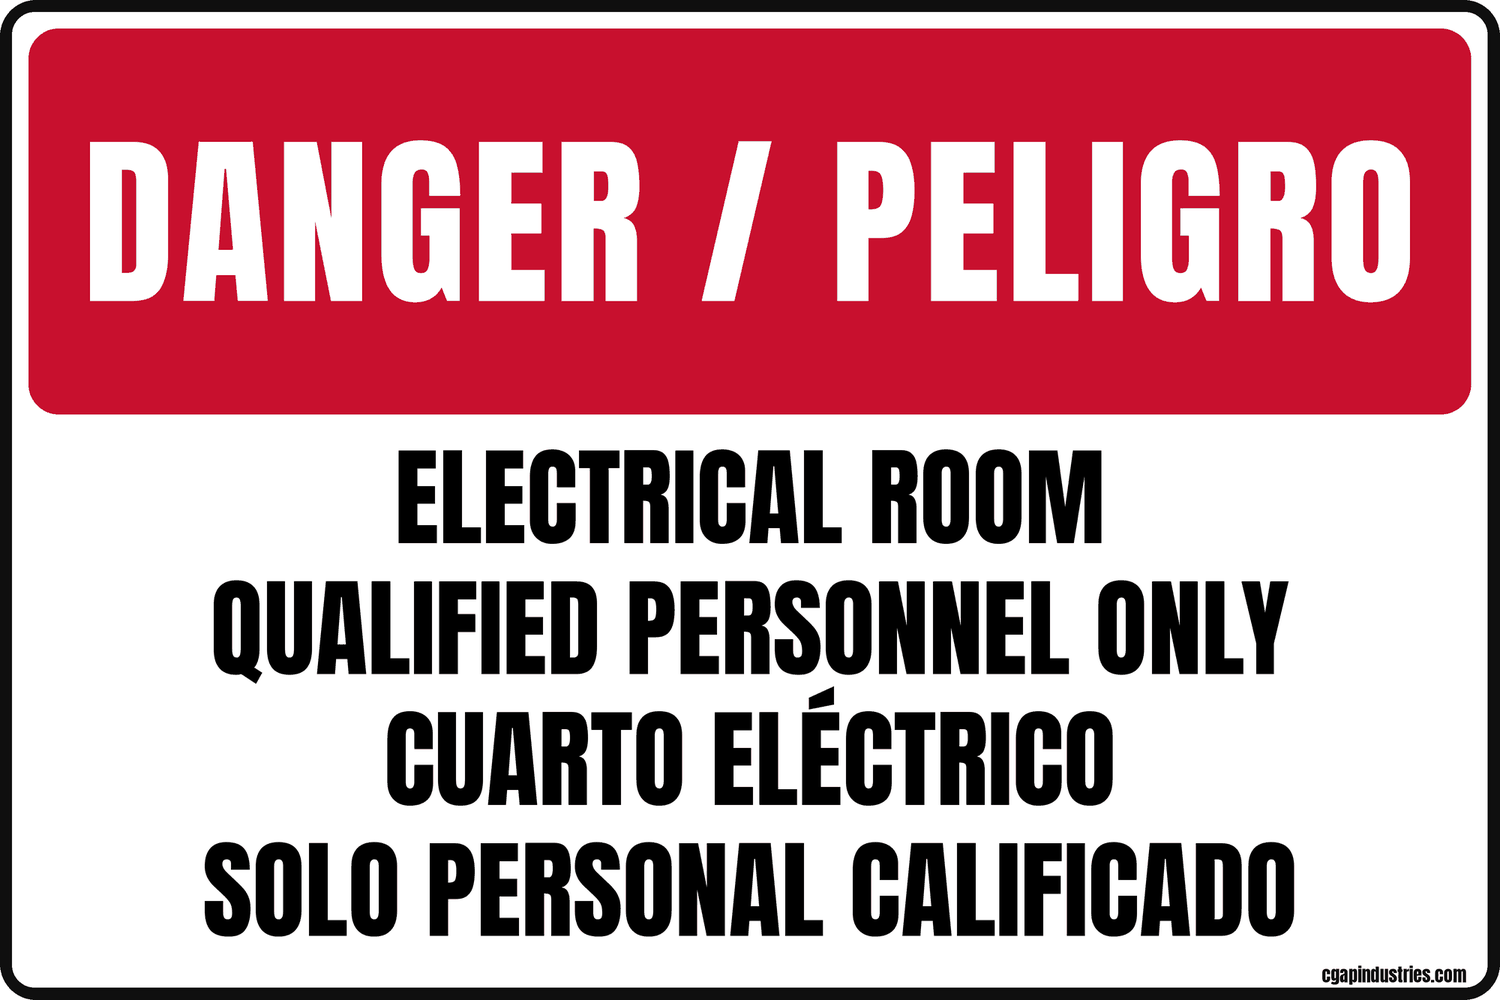 DANGER / PELIGRO
ELECTRICAL ROOM
QUALIFIED PERSONNEL ONLY
CUARTO ELÉCTRICO
SOLO PERSONAL CALIFICADO
cgapindustries.com